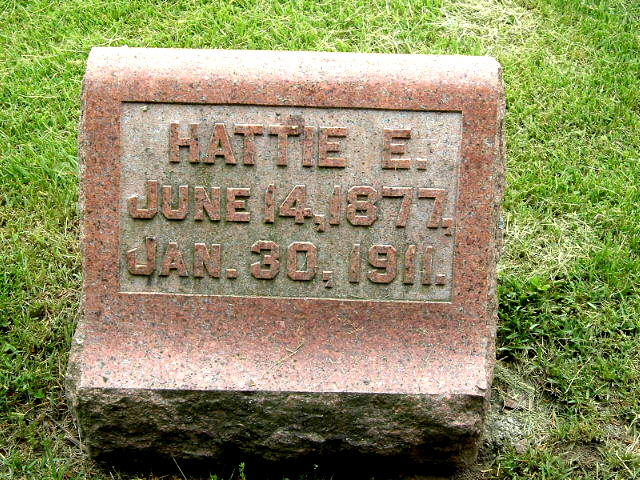 HATTIE E.
JUNE 14, 1877,
JAN. 30, 1911.